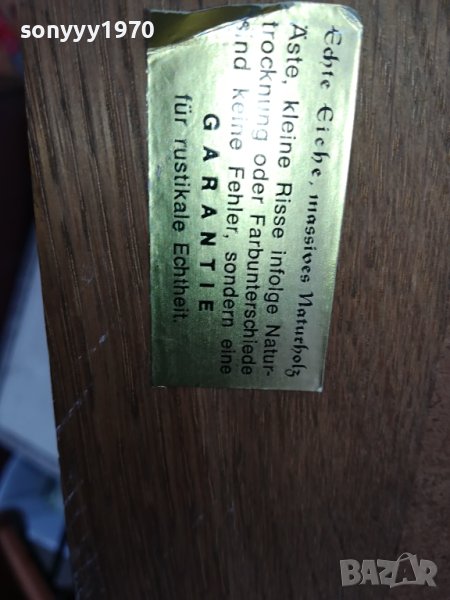 sonyyy1970
Echte Eiche, massives Naturholz
Äste, kleine Risse infolge Natur-
trocknung oder Farbunterschiede
sind keine Fehler, sondern eine
GARANTIE
für rustikale Echtheit.
BAZAR